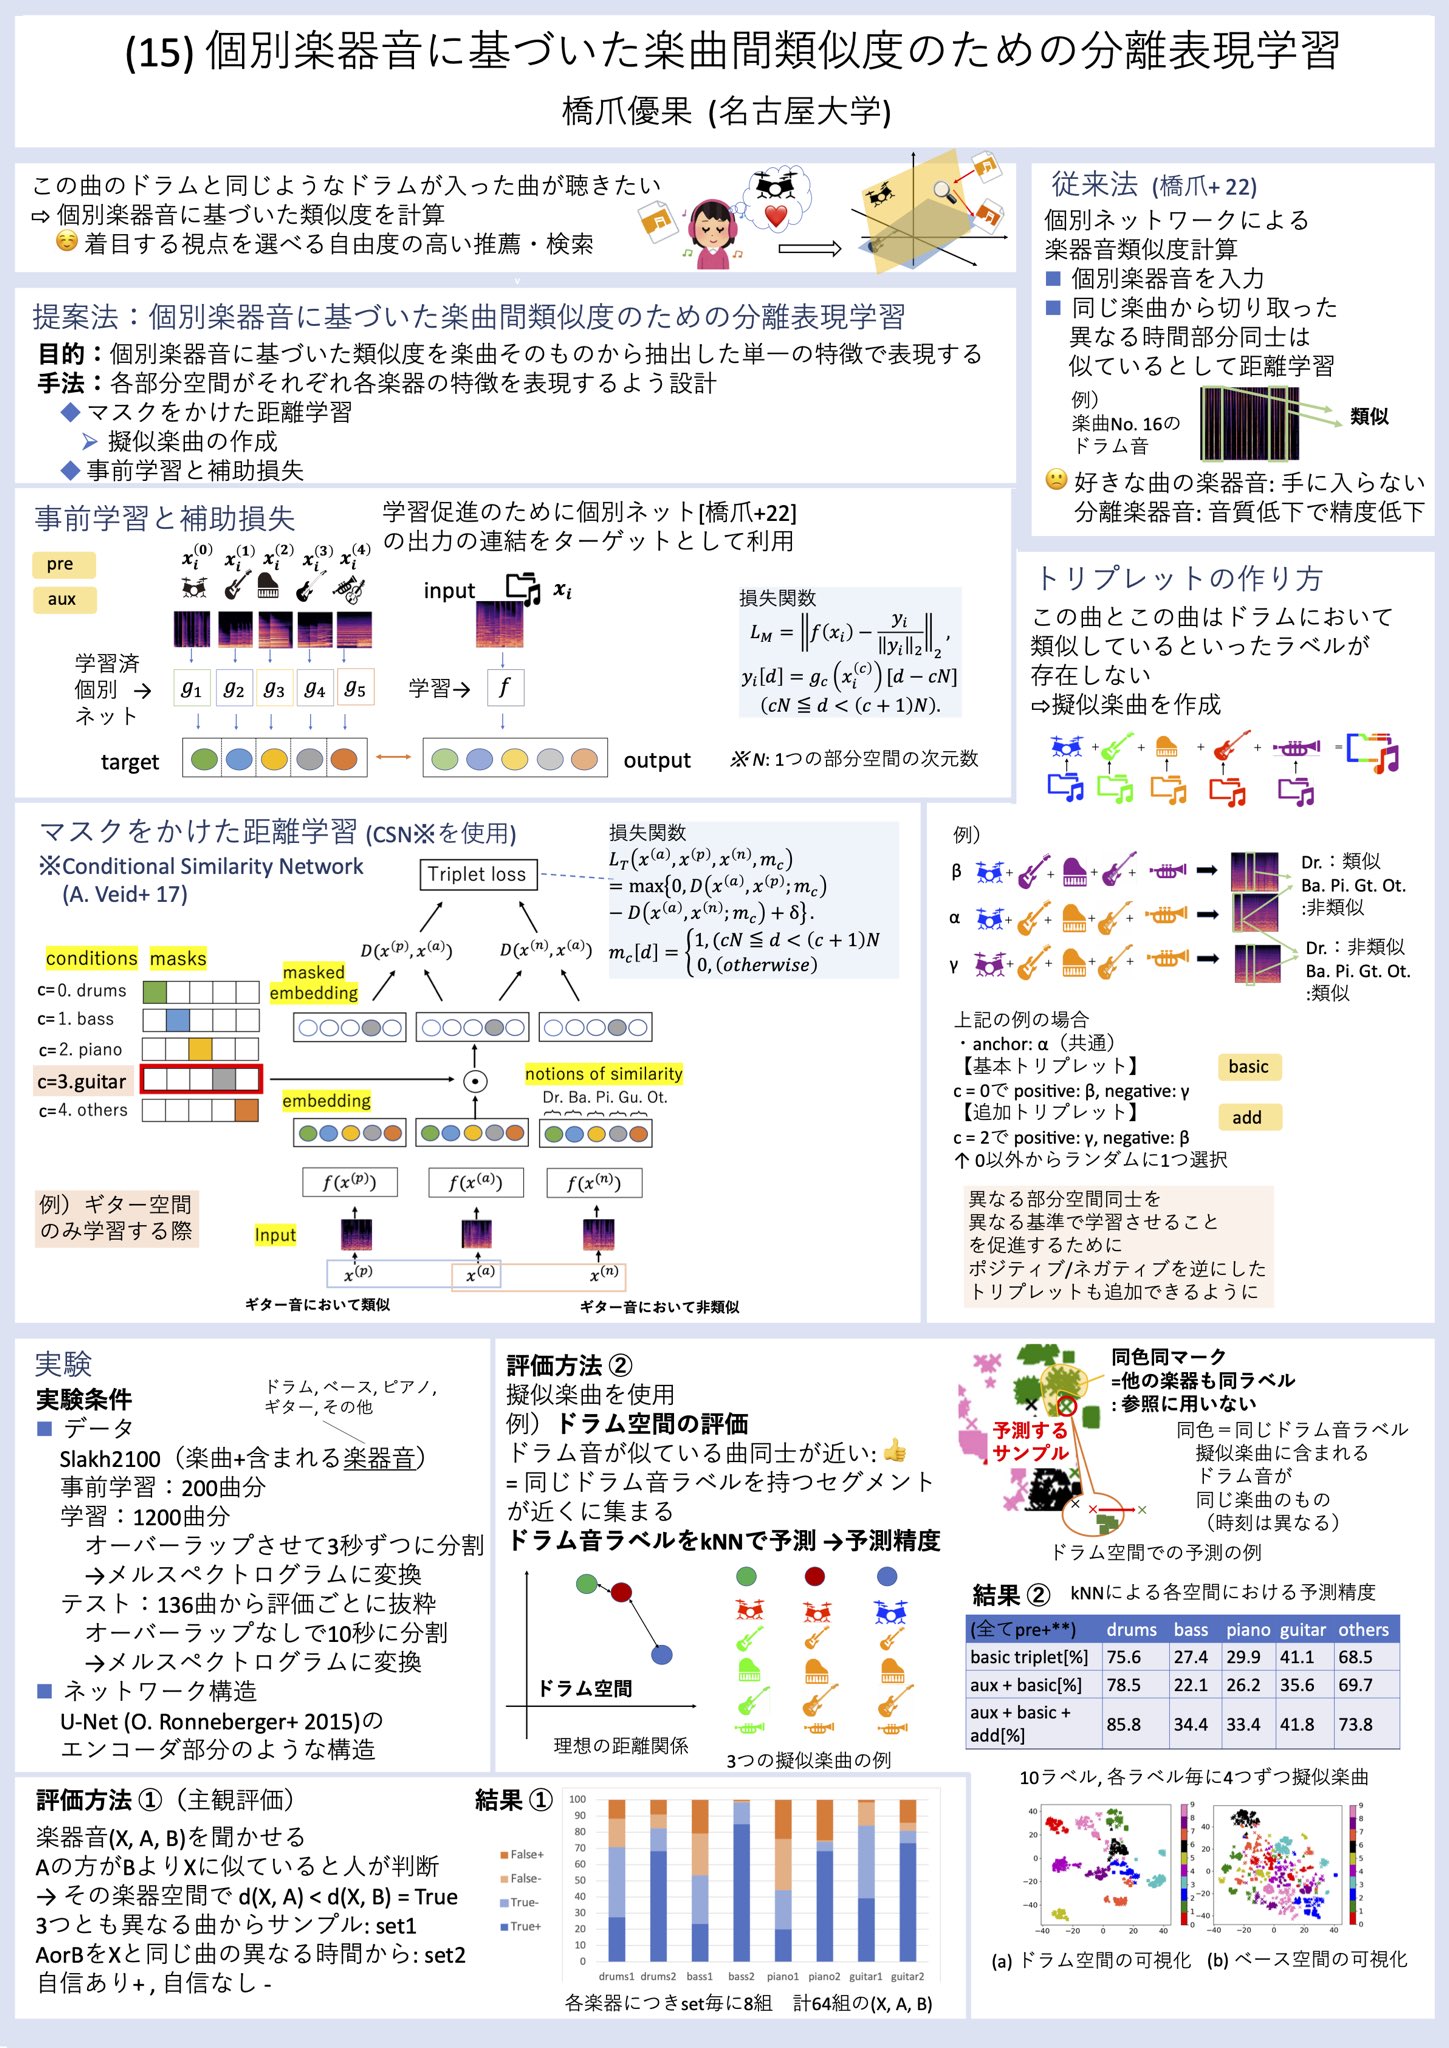 (15) 個別楽器音に基づいた楽曲間類似度のための分離表現学習
橋爪優果 (名古屋大学)
この曲のドラムと同じようなドラムが入った曲が聴きたい
⇨ 個別楽器音に基づいた類似度を計算
☺ 着目する視点を選べる自由度の高い推薦・検索
v
従来法 (橋爪+ 22)
個別ネットワークによる
楽器音類似度計算
■ 個別楽器音を入力
■ 同じ楽曲から切り取った
異なる時間部分同士は
似ているとして距離学習
例）
楽曲No. 16の
ドラム音
類似
☹ 好きな曲の楽器音: 手に入らない
分離楽器音: 音質低下で精度低下
提案法：個別楽器音に基づいた楽曲間類似度のための分離表現学習
目的：個別楽器音に基づいた類似度を楽曲そのものから抽出した単一の特徴で表現する
手法：各部分空間がそれぞれ各楽器の特徴を表現するよう設計
◆ マスクをかけた距離学習
➢ 擬似楽曲の作成
◆ 事前学習と補助損失
事前学習と補助損失
学習促進のために個別ネット[橋爪+22]
の出力の連結をターゲットとして利用
pre
aux
x_i^(0) x_i^(1) x_i^(2) x_i^(3) x_i^(4)
input x_i
学習済
個別 →
ネット
g₁ g₂ g₃ g₄ g₅
学習→ f
target
output
損失関数
L_M = ‖f(x_i) − y_i/‖y_i‖₂‖₂ ,
y_i[d] = g_c(x_i^(c))[d − cN]
(cN ≦ d < (c + 1)N).
※N: 1つの部分空間の次元数
トリプレットの作り方
この曲とこの曲はドラムにおいて
類似しているといったラベルが
存在しない
⇨擬似楽曲を作成
+ + + + =
例）
β + + + +
α + + + +
γ + + + +
Dr.：類似
Ba. Pi. Gt. Ot.
:非類似
Dr.：非類似
Ba. Pi. Gt. Ot.
:類似
上記の例の場合
・anchor: α（共通）
【基本トリプレット】
c = 0で positive: β, negative: γ
basic
【追加トリプレット】
c = 2で positive: γ, negative: β
add
↑ 0以外からランダムに1つ選択
異なる部分空間同士を
異なる基準で学習させること
を促進するために
ポジティブ/ネガティブを逆にした
トリプレットも追加できるように
マスクをかけた距離学習 (CSN※を使用)
※Conditional Similarity Network
(A. Veid+ 17)
Triplet loss
損失関数
L_T(x^(a), x^(p), x^(n), m_c)
= max{0, D(x^(a), x^(p); m_c)
− D(x^(a), x^(n); m_c) + δ}.
m_c[d] = {1, (cN ≦ d < (c + 1)N
0, (otherwise)
D(x^(p), x^(a)) D(x^(n), x^(a))
conditions masks
c=0. drums
c=1. bass
c=2. piano
c=3.guitar
c=4. others
masked
embedding
notions of similarity
Dr. Ba. Pi. Gu. Ot.
embedding
f(x^(p)) f(x^(a)) f(x^(n))
例）ギター空間
のみ学習する際
Input
x^(p) x^(a) x^(n)
ギター音において類似
ギター音において非類似
実験
実験条件
ドラム, ベース, ピアノ,
ギター, その他
■ データ
Slakh2100（楽曲+含まれる楽器音）
事前学習：200曲分
学習：1200曲分
オーバーラップさせて3秒ずつに分割
→メルスペクトログラムに変換
テスト：136曲から評価ごとに抜粋
オーバーラップなしで10秒に分割
→メルスペクトログラムに変換
■ ネットワーク構造
U-Net (O. Ronneberger+ 2015)の
エンコーダ部分のような構造
評価方法 ②
擬似楽曲を使用
例）ドラム空間の評価
ドラム音が似ている曲同士が近い: 👍
= 同じドラム音ラベルを持つセグメント
が近くに集まる
ドラム音ラベルをkNNで予測 →予測精度
ドラム空間
理想の距離関係
3つの擬似楽曲の例
同色同マーク
=他の楽器も同ラベル
: 参照に用いない
予測する
サンプル
同色＝同じドラム音ラベル
擬似楽曲に含まれる
ドラム音が
同じ楽曲のもの
（時刻は異なる）
ドラム空間での予測の例
結果 ② kNNによる各空間における予測精度
(全てpre+**) drums bass piano guitar others
basic triplet[%] 75.6 27.4 29.9 41.1 68.5
aux + basic[%] 78.5 22.1 26.2 35.6 69.7
aux + basic +
add[%] 85.8 34.4 33.4 41.8 73.8
10ラベル, 各ラベル毎に4つずつ擬似楽曲
40
20
0
−20
−40
−40 −20 0 20 40
9
8
7
6
5
4
3
2
1
0
40
20
0
−20
−40
−20 0 20 40
9
8
7
6
5
4
3
2
1
0
(a) ドラム空間の可視化 (b) ベース空間の可視化
評価方法 ①（主観評価）
楽器音(X, A, B)を聞かせる
Aの方がBよりXに似ていると人が判断
→ その楽器空間で d(X, A) < d(X, B) = True
3つとも異なる曲からサンプル: set1
AorBをXと同じ曲の異なる時間から: set2
自信あり+ , 自信なし -
結果 ①
False+
False-
True-
True+
100
90
80
70
60
50
40
30
20
10
0
drums1 drums2 bass1 bass2 piano1 piano2 guitar1 guitar2
各楽器につきset毎に8組 計64組の(X, A, B)